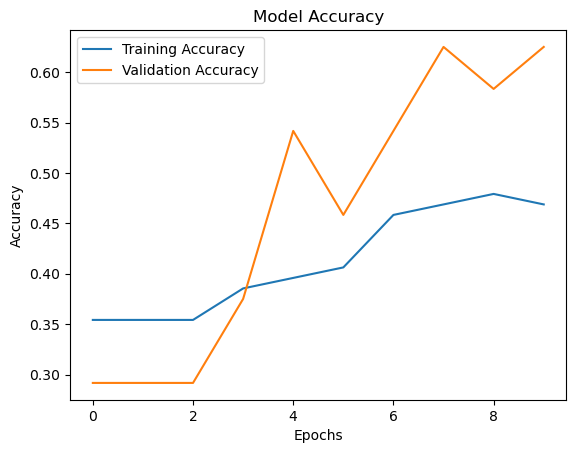 Model Accuracy
Training Accuracy
Validation Accuracy
0.60
0.55
0.50
0.45
0.40
0.35
0.30
Accuracy
0 2 4 6 8
Epochs